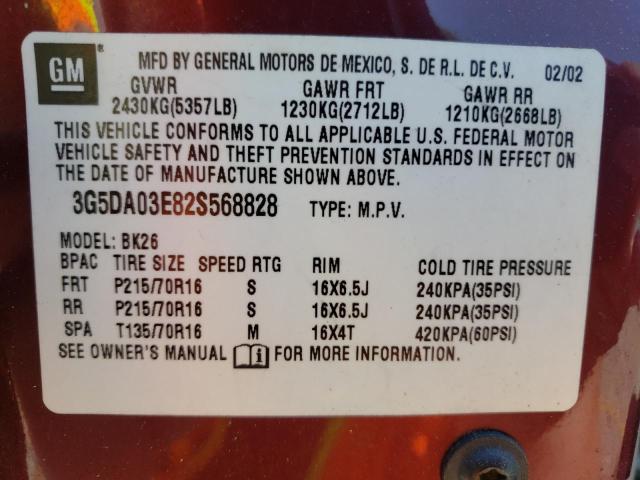 GM ® MFD BY GENERAL MOTORS DE MEXICO, S. DE R.L. DE C.V. 02/02
GVWR GAWR FRT GAWR RR
2430KG(5357LB) 1230KG(2712LB) 1210KG(2668LB)
THIS VEHICLE CONFORMS TO ALL APPLICABLE U.S. FEDERAL MOTOR
VEHICLE SAFETY AND THEFT PREVENTION STANDARDS IN EFFECT ON
THE DATE OF MANUFACTURE SHOWN ABOVE.
3G5DA03E82S568828 TYPE: M.P.V.
MODEL: BK26
BPAC TIRE SIZE SPEED RTG RIM COLD TIRE PRESSURE
FRT P215/70R16 S 16X6.5J 240KPA(35PSI)
RR P215/70R16 S 16X6.5J 240KPA(35PSI)
SPA T135/70R16 M 16X4T 420KPA(60PSI)
SEE OWNER'S MANUAL i FOR MORE INFORMATION.